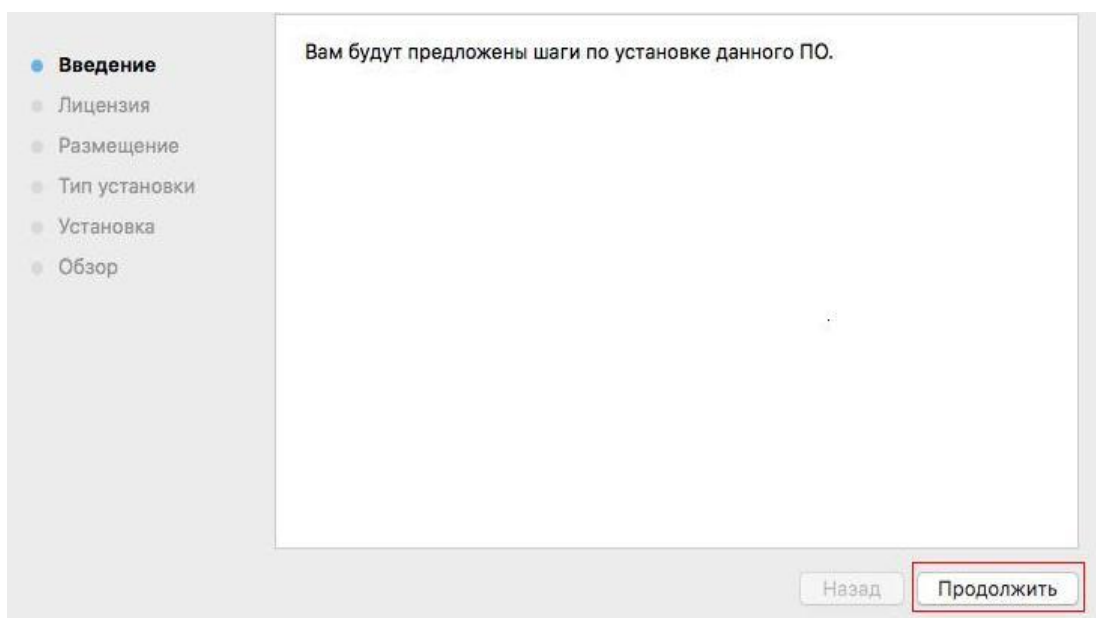 Введение
Лицензия
Размещение
Тип установки
Установка
Обзор
Вам будут предложены шаги по установке данного ПО.
Назад
Продолжить